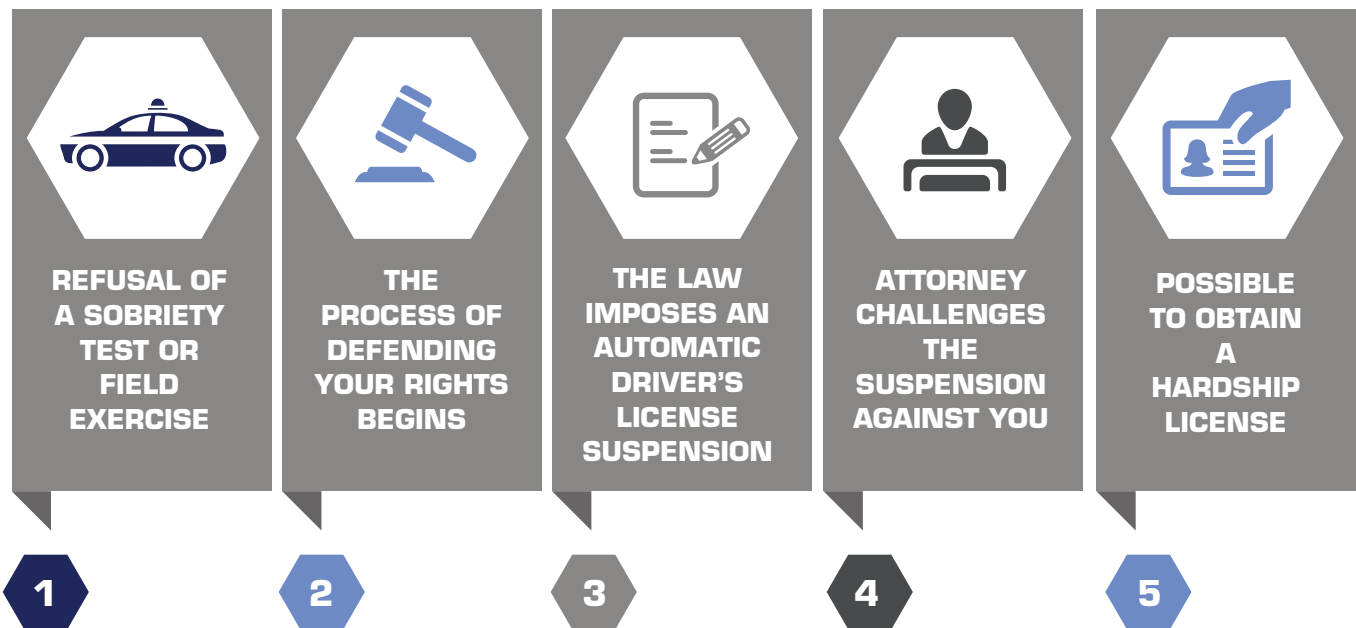 REFUSAL OF
A SOBRIETY
TEST OR
FIELD
EXERCISE
THE
PROCESS OF
DEFENDING
YOUR RIGHTS
BEGINS
THE LAW
IMPOSES AN
AUTOMATIC
DRIVER’S
LICENSE
SUSPENSION
ATTORNEY
CHALLENGES
THE
SUSPENSION
AGAINST YOU
POSSIBLE
TO OBTAIN
A
HARDSHIP
LICENSE
1
2
3
4
5